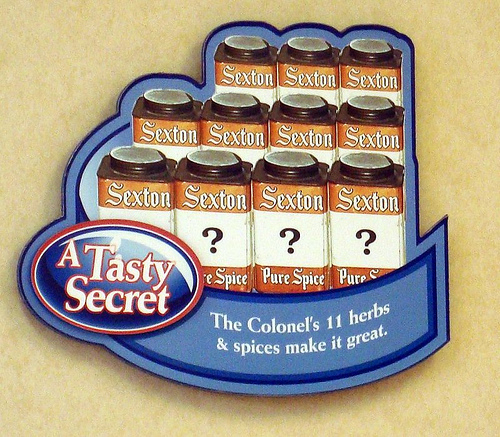 Sexton Sexton Sexton
Sexton Sexton Sexton Sexton
Sexton Sexton Sexton Sexton
? ? ?
Pure Spice
A Tasty
Secret
The Colonel's 11 herbs
& spices make it great.